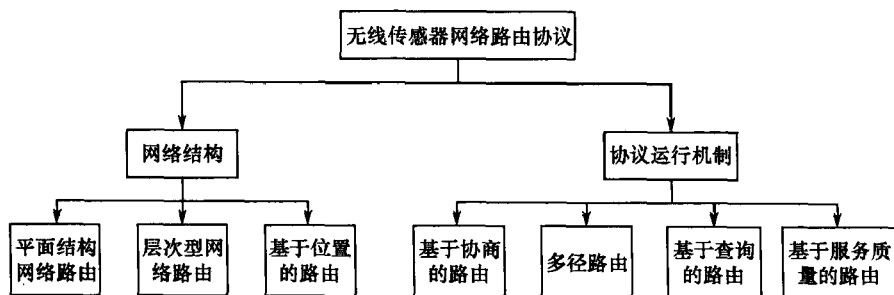 无线传感器网络路由协议
网络结构
协议运行机制
平面结构
网络路由
层次型网
络路由
基于位置
的路由
基于协商
的路由
多径路由
基于查询
的路由
基于服务质
量的路由